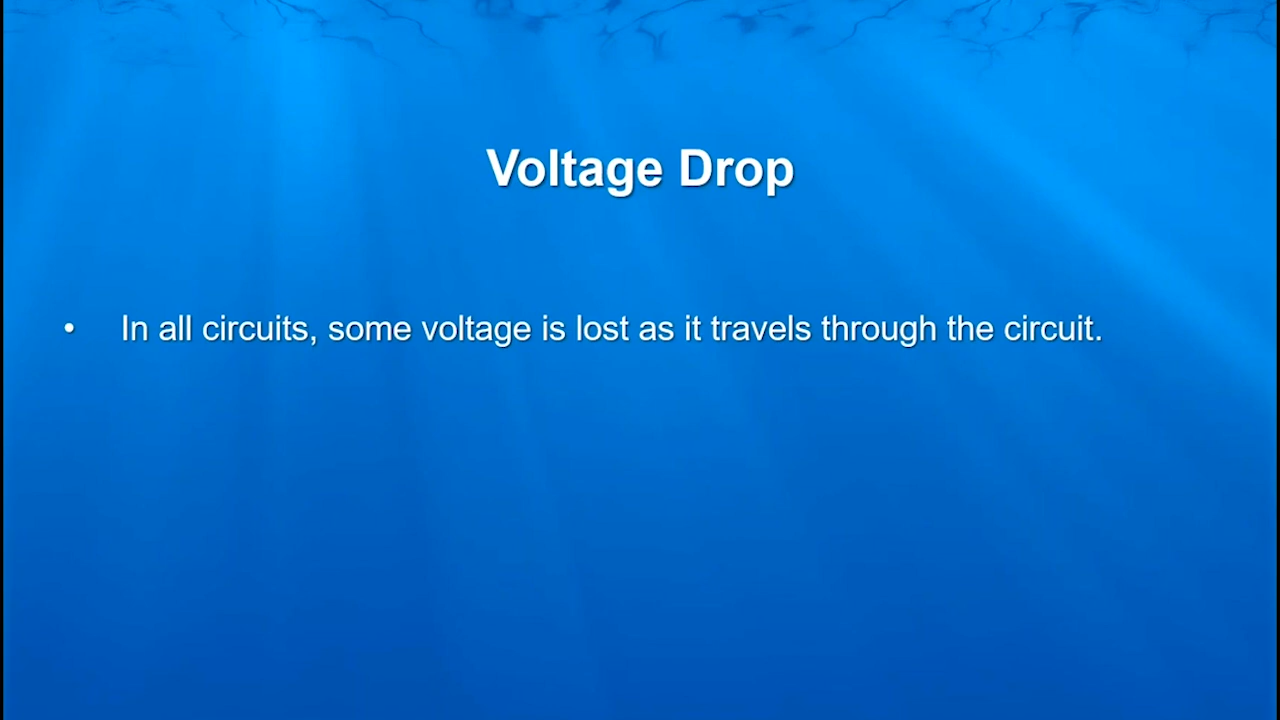 Voltage Drop
• In all circuits, some voltage is lost as it travels through the circuit.